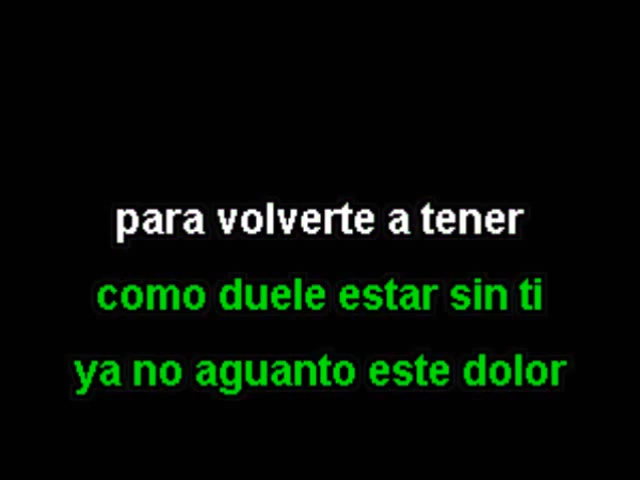 para volverte a tener
como duele estar sin ti
ya no aguanto este dolor